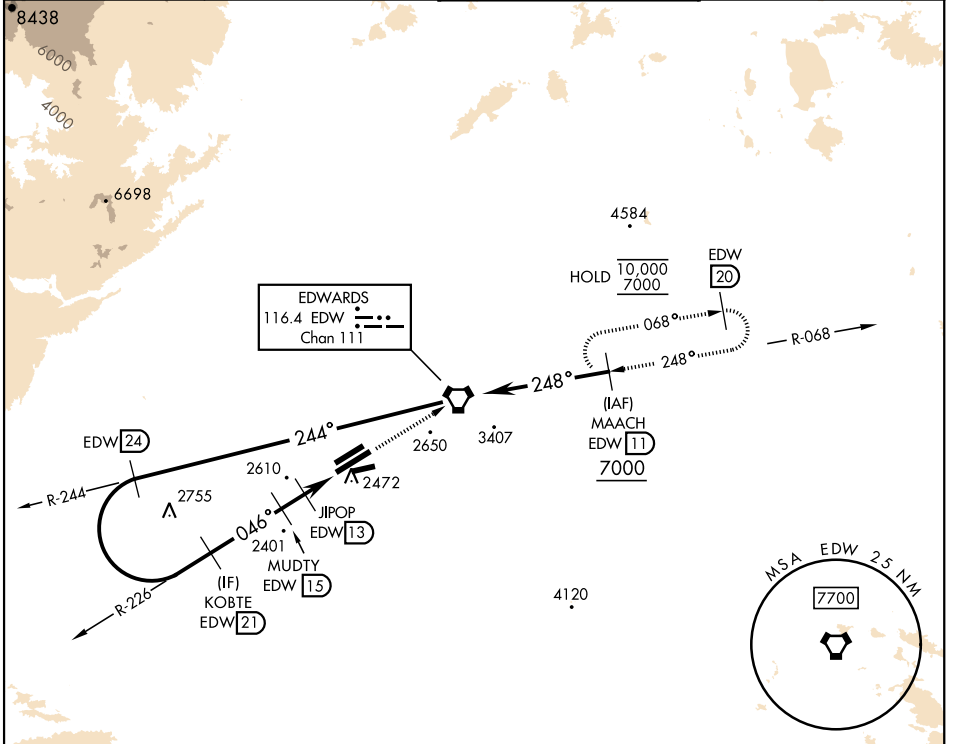 8438
6000
4000
6698
4584
HOLD 10,000
7000
EDW
20
EDWARDS
116.4 EDW
Chan 111
068°
R-068
248°
248°
(IAF)
MAACH
EDW 11
7000
244°
2650
3407
EDW 24
R-244
2610
2755
2472
046°
JIPOP
EDW 13
2401
MUDTY
EDW 15
(IF)
KOBTE
EDW 21
R-226
4120
MSA EDW 25 NM
7700